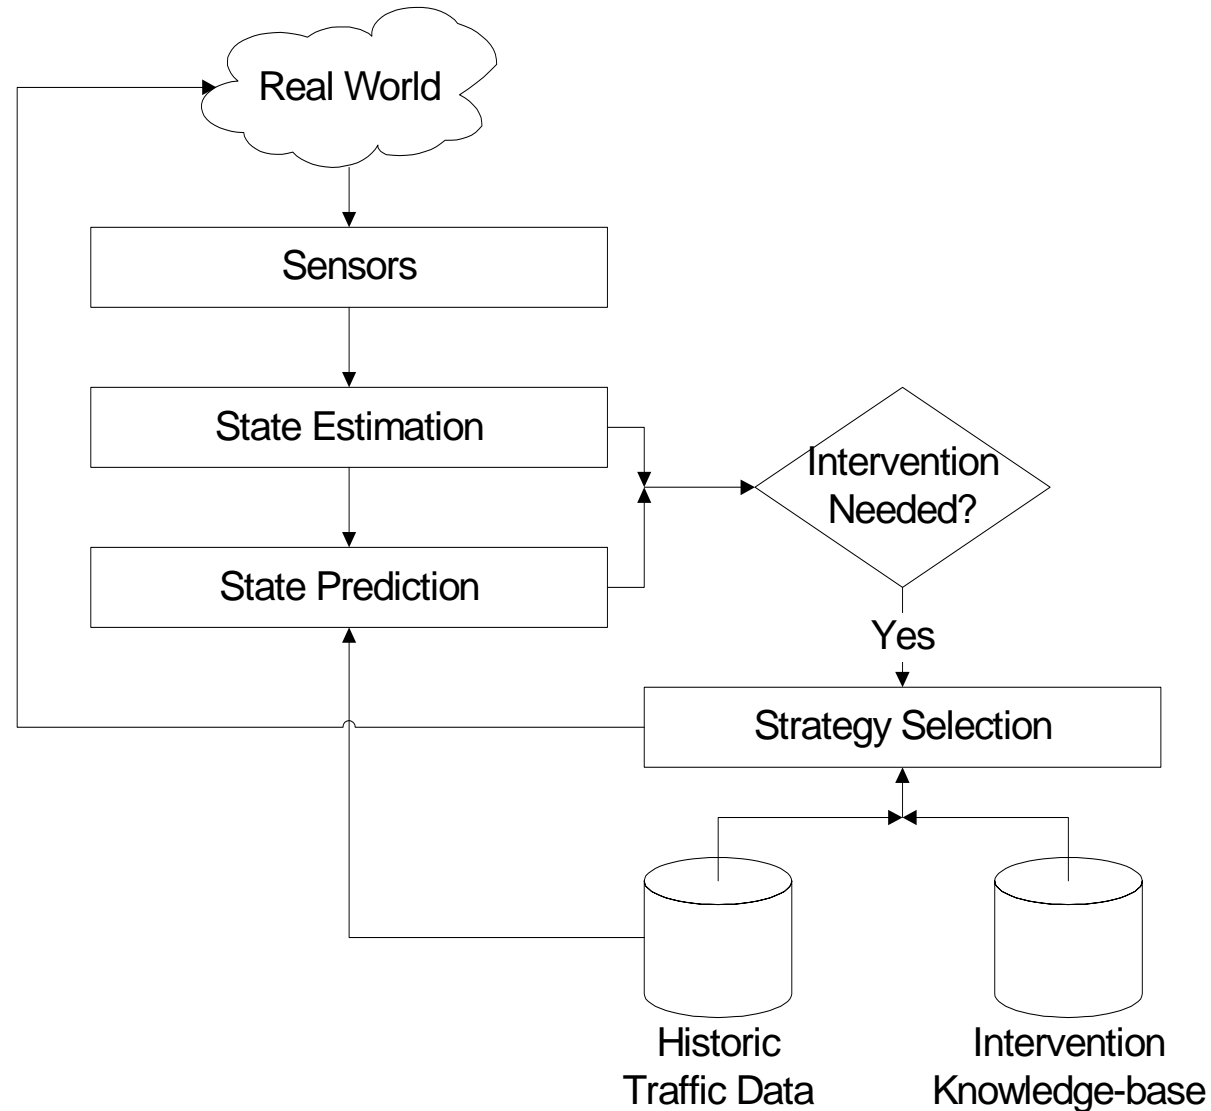 Real World
Sensors
State Estimation
Intervention
Needed?
State Prediction
Yes
Strategy Selection
Historic
Traffic Data
Intervention
Knowledge-base